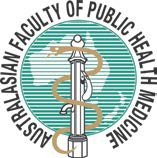 AUSTRALASIAN FACULTY OF PUBLIC HEALTH MEDICINE